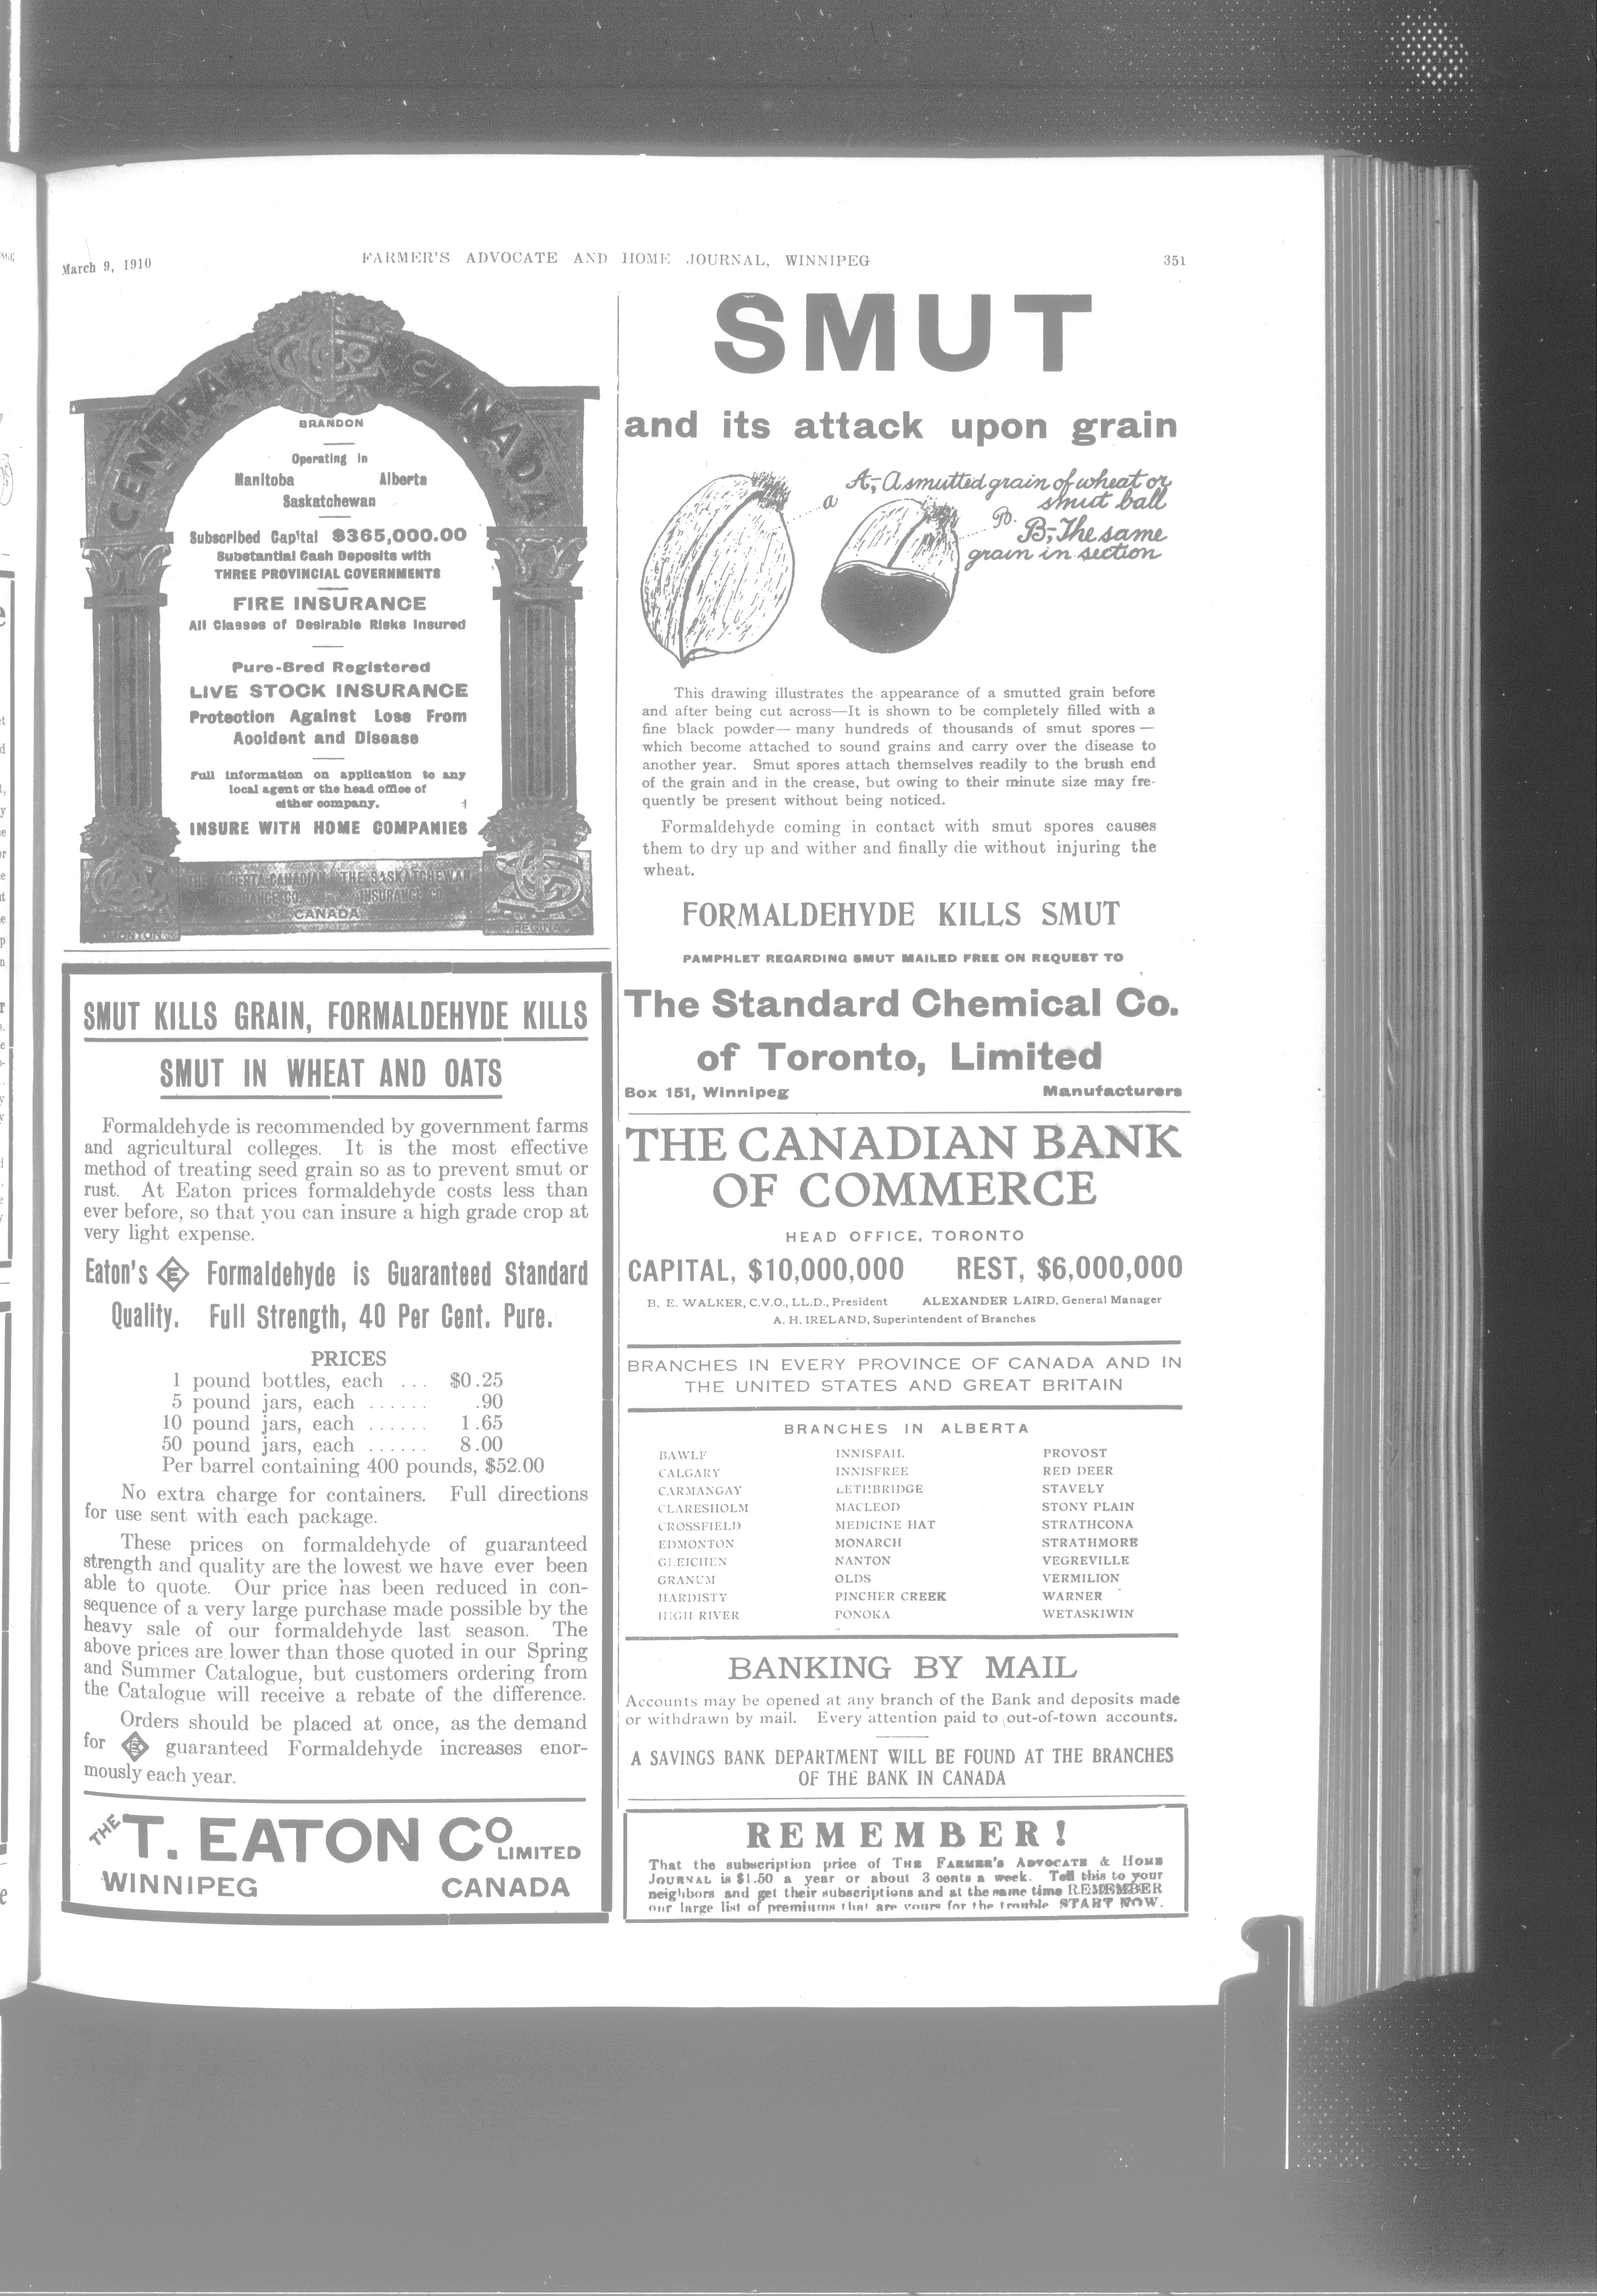 March 9, 1910
FARMER'S ADVOCATE AND HOME JOURNAL, WINNIPEG
351
CENTRAL CANADA
BRANDON
Operating in
Manitoba Alberta
Saskatchewan
Subscribed Capital $365,000.00
Substantial Cash Deposits with
THREE PROVINCIAL GOVERNMENTS
FIRE INSURANCE
All Classes of Desirable Risks Insured
Pure-Bred Registered
LIVE STOCK INSURANCE
Protection Against Loss From
Accident and Disease
Full information on application to any
local agent or the head office of
either company.
INSURE WITH HOME COMPANIES
THE ALBERTA-CANADIAN THE SASKATCHEWAN
INSURANCE CO. INSURANCE CO.
CANADA
EDMONTON REGINA
SMUT KILLS GRAIN, FORMALDEHYDE KILLS
SMUT IN WHEAT AND OATS
Formaldehyde is recommended by government farms
and agricultural colleges. It is the most effective
method of treating seed grain so as to prevent smut or
rust. At Eaton prices formaldehyde costs less than
ever before, so that you can insure a high grade crop at
very light expense.
Eaton's E Formaldehyde is Guaranteed Standard
Quality. Full Strength, 40 Per Cent. Pure.
PRICES
1 pound bottles, each ... $0.25
5 pound jars, each ...... .90
10 pound jars, each ...... 1.65
50 pound jars, each ...... 8.00
Per barrel containing 400 pounds, $52.00
No extra charge for containers. Full directions
for use sent with each package.
These prices on formaldehyde of guaranteed
strength and quality are the lowest we have ever been
able to quote. Our price has been reduced in con-
sequence of a very large purchase made possible by the
heavy sale of our formaldehyde last season. The
above prices are lower than those quoted in our Spring
and Summer Catalogue, but customers ordering from
the Catalogue will receive a rebate of the difference.
Orders should be placed at once, as the demand
for E guaranteed Formaldehyde increases enor-
mously each year.
THE T. EATON CO LIMITED
WINNIPEG CANADA
SMUT
and its attack upon grain
A,-A smutted grain of wheat or
smut ball
a
B.
B,-The same
grain in section
This drawing illustrates the appearance of a smutted grain before
and after being cut across—It is shown to be completely filled with a
fine black powder— many hundreds of thousands of smut spores —
which become attached to sound grains and carry over the disease to
another year. Smut spores attach themselves readily to the brush end
of the grain and in the crease, but owing to their minute size may fre-
quently be present without being noticed.
Formaldehyde coming in contact with smut spores causes
them to dry up and wither and finally die without injuring the
wheat.
FORMALDEHYDE KILLS SMUT
PAMPHLET REGARDING SMUT MAILED FREE ON REQUEST TO
The Standard Chemical Co.
of Toronto, Limited
Box 151, Winnipeg Manufacturers
THE CANADIAN BANK
OF COMMERCE
HEAD OFFICE, TORONTO
CAPITAL, $10,000,000 REST, $6,000,000
B. E. WALKER, C.V.O., LL.D., President ALEXANDER LAIRD, General Manager
A. H. IRELAND, Superintendent of Branches
BRANCHES IN EVERY PROVINCE OF CANADA AND IN
THE UNITED STATES AND GREAT BRITAIN
BRANCHES IN ALBERTA
BAWLF INNISFAIL PROVOST
CALGARY INNISFREE RED DEER
CARMANGAY LETHBRIDGE STAVELY
CLARESHOLM MACLEOD STONY PLAIN
CROSSFIELD MEDICINE HAT STRATHCONA
EDMONTON MONARCH STRATHMORE
GLEICHEN NANTON VEGREVILLE
GRANUM OLDS VERMILION
HARDISTY PINCHER CREEK WARNER
HIGH RIVER PONOKA WETASKIWIN
BANKING BY MAIL
Accounts may be opened at any branch of the Bank and deposits made
or withdrawn by mail. Every attention paid to out-of-town accounts.
A SAVINGS BANK DEPARTMENT WILL BE FOUND AT THE BRANCHES
OF THE BANK IN CANADA
REMEMBER!
That the subscription price of THE FARMER'S ADVOCATE & HOME
JOURNAL is $1.50 a year or about 3 cents a week. Tell this to your
neighbors and get their subscriptions and at the same time REMEMBER
our large list of premiums that are yours for the trouble START NOW.